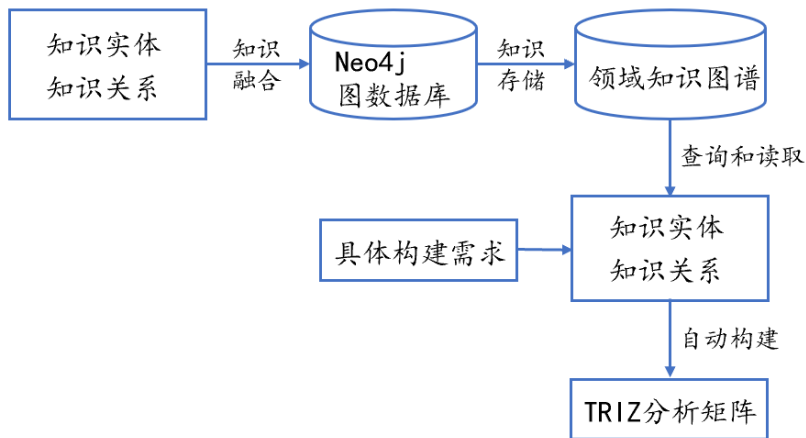 知识实体
知识关系
知识
融合
Neo4j
图数据库
知识
存储
领域知识图谱
查询和读取
具体构建需求
知识实体
知识关系
自动构建
TRIZ分析矩阵